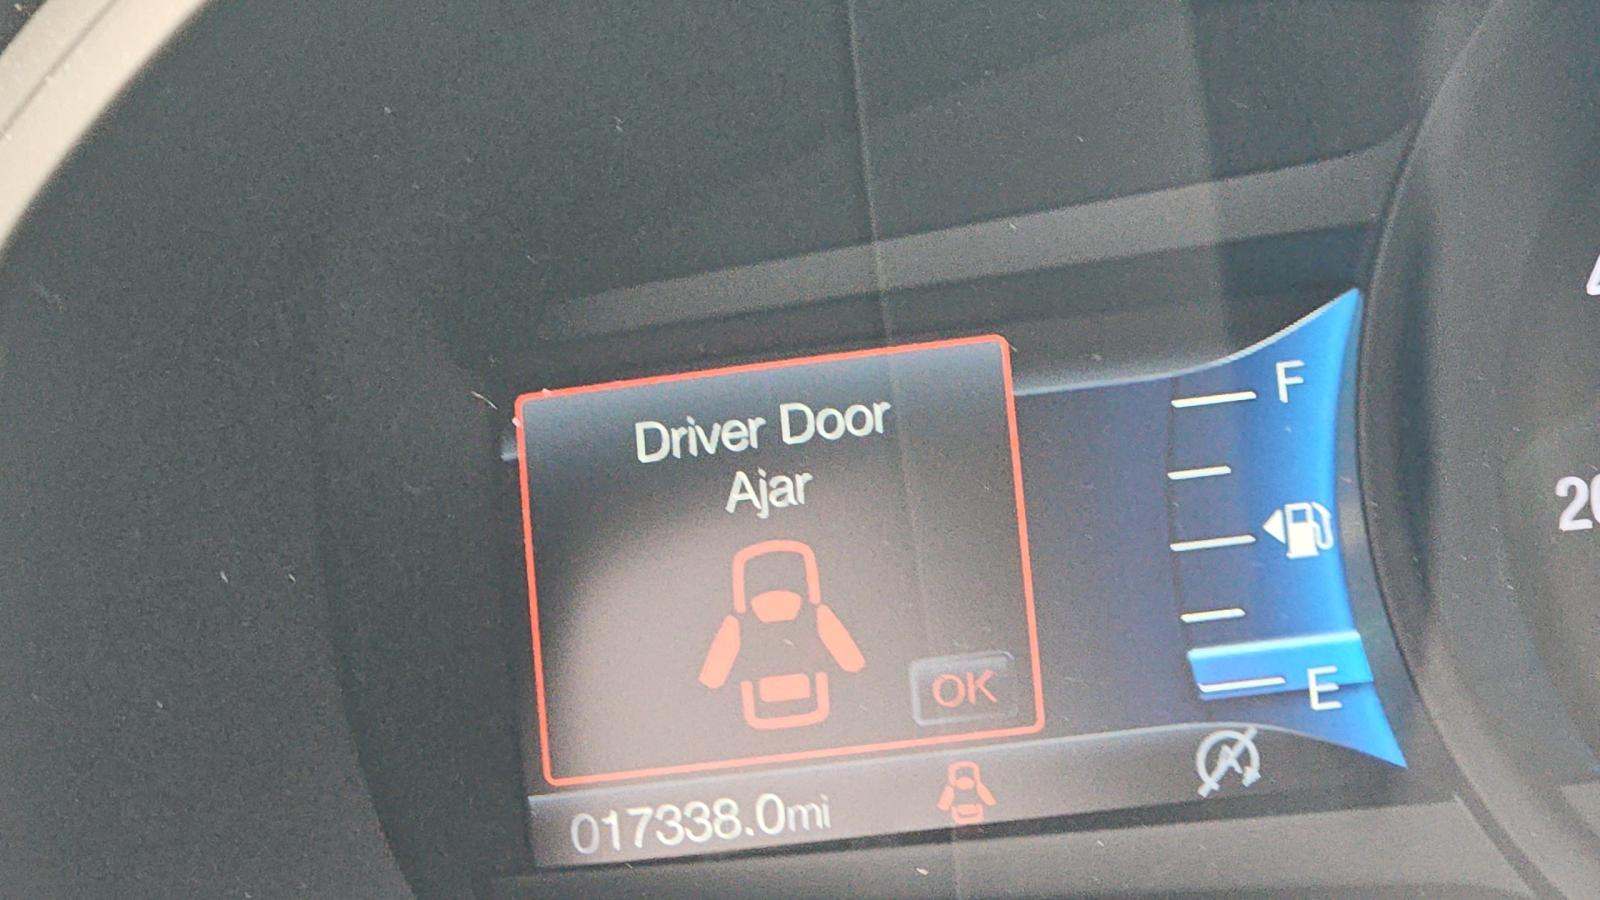 Driver Door
Ajar
OK
F
E
017338.0mi